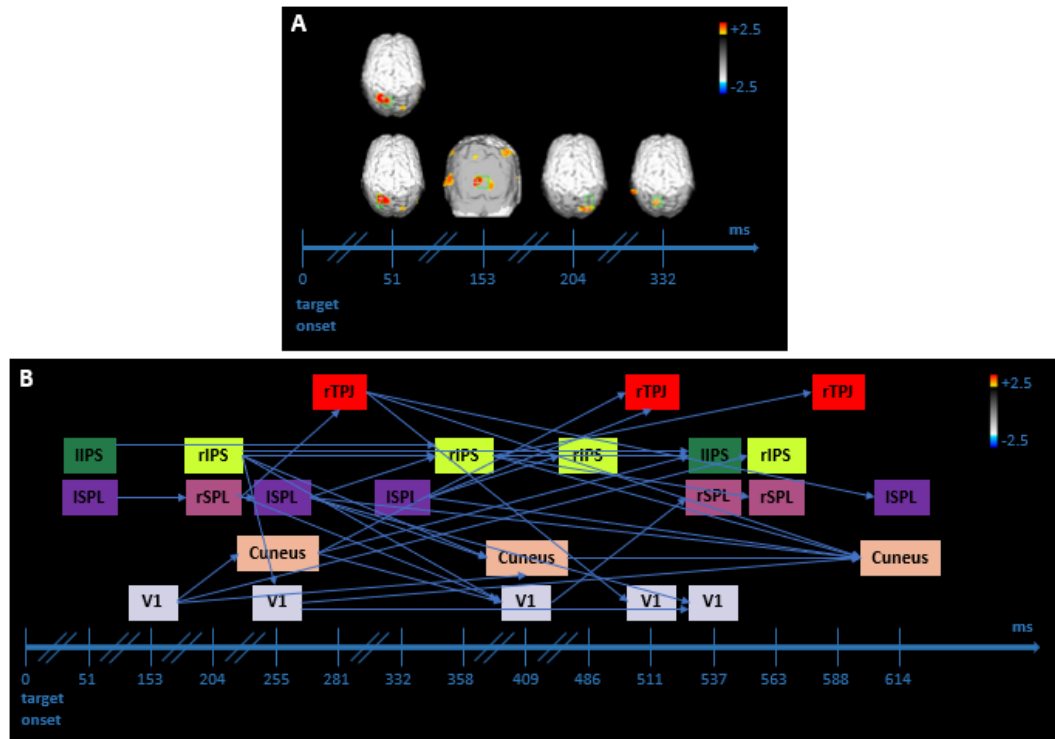 A
+2.5
-2.5
ms
0 51 153 204 332
target
onset
B
+2.5
-2.5
rTPJ rTPJ rTPJ
lIPS rIPS rIPS rIPS lIPS rIPS
lSPL rSPL lSPL lSPL rSPL rSPL lSPL
Cuneus Cuneus Cuneus
V1 V1 V1 V1 V1
ms
0 51 153 204 255 281 332 358 409 486 511 537 563 588 614
target
onset